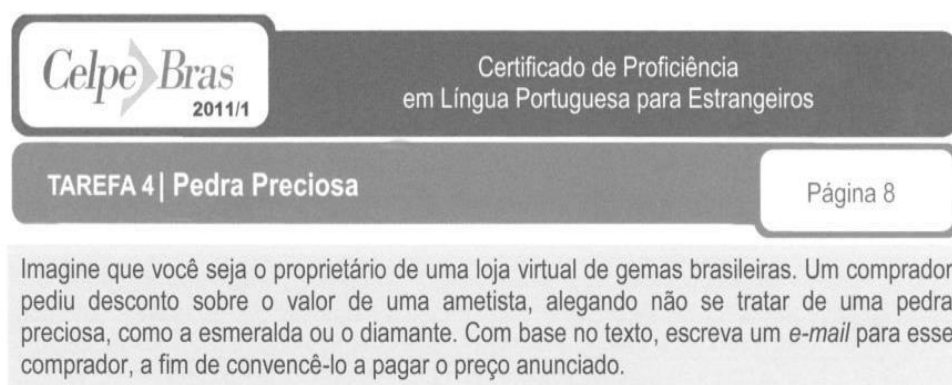 Celpe Bras
2011/1
Certificado de Proficiência
em Língua Portuguesa para Estrangeiros
TAREFA 4 | Pedra Preciosa
Página 8
Imagine que você seja o proprietário de uma loja virtual de gemas brasileiras. Um comprador
pediu desconto sobre o valor de uma ametista, alegando não se tratar de uma pedra
preciosa, como a esmeralda ou o diamante. Com base no texto, escreva um e-mail para esse
comprador, a fim de convencê-lo a pagar o preço anunciado.